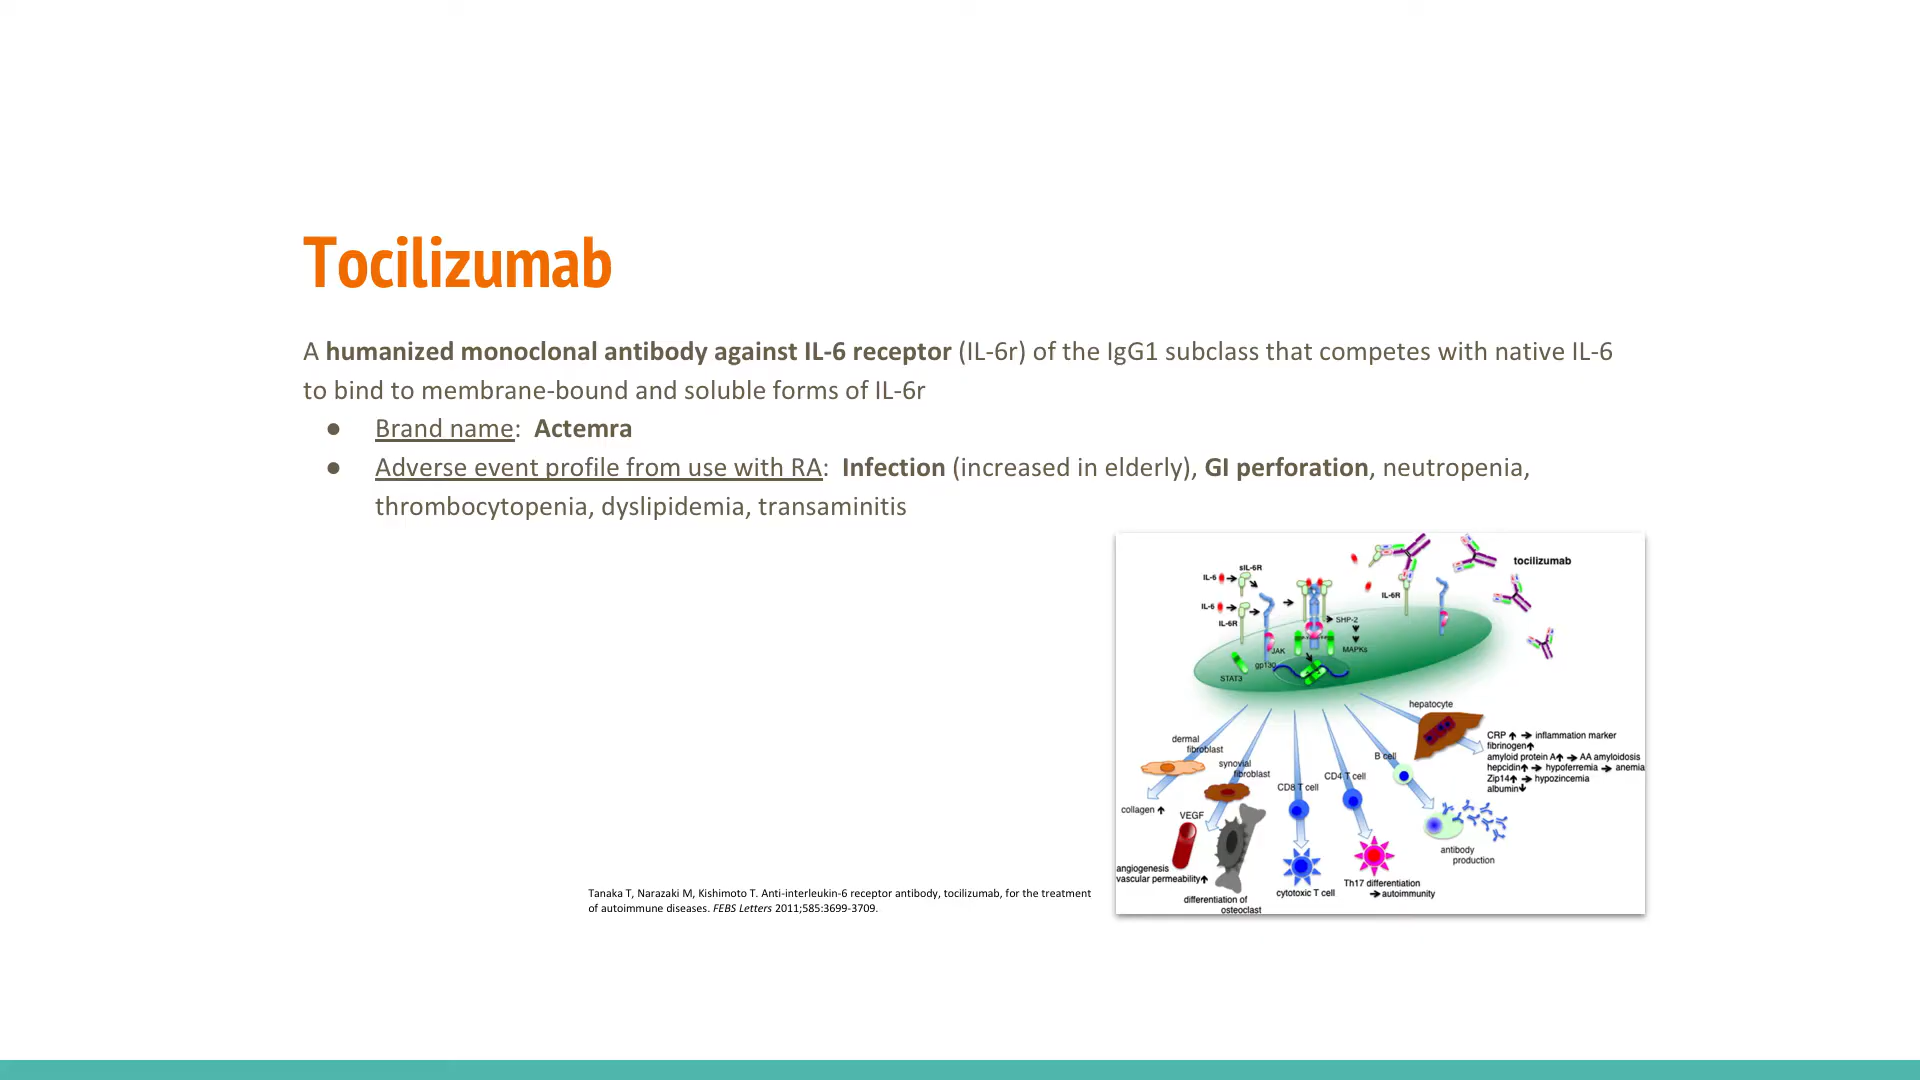 Tocilizumab
A humanized monoclonal antibody against IL-6 receptor (IL-6r) of the IgG1 subclass that competes with native IL-6
to bind to membrane-bound and soluble forms of IL-6r
● Brand name: Actemra
● Adverse event profile from use with RA: Infection (increased in elderly), GI perforation, neutropenia,
thrombocytopenia, dyslipidemia, transaminitis
tocilizumab
sIL-6R
IL-6
IL-6R
IL-6
IL-6R
SHP-2
JAK
MAPKs
gp130
STAT3
hepatocyte
CRP↑ → inflammation marker
fibrinogen↑
amyloid protein A↑ → AA amyloidosis
hepcidin↑ → hypoferremia → anemia
Zip14↑ → hypozincemia
albumin↓
dermal
fibroblast
synovial
fibroblast
B cell
CD4 T cell
CD8 T cell
collagen ↑
VEGF
angiogenesis
vascular permeability↑
differentiation of
osteoclast
cytotoxic T cell
Th17 differentiation
→ autoimmunity
antibody
production
Tanaka T, Narazaki M, Kishimoto T. Anti-interleukin-6 receptor antibody, tocilizumab, for the treatment
of autoimmune diseases. FEBS Letters 2011;585:3699-3709.